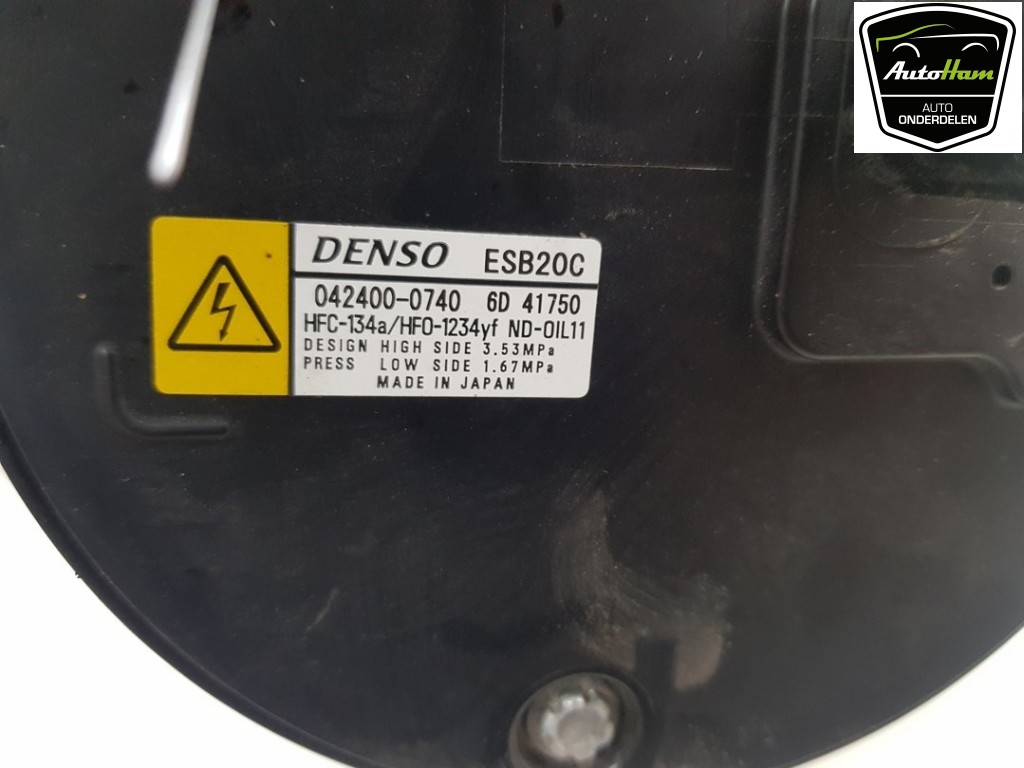 AutoHam
AUTO
ONDERDELEN
DENSO ESB20C
042400-0740 6D 41750
HFC-134a/HFO-1234yf ND-OIL11
DESIGN HIGH SIDE 3.53MPa
PRESS LOW SIDE 1.67MPa
MADE IN JAPAN